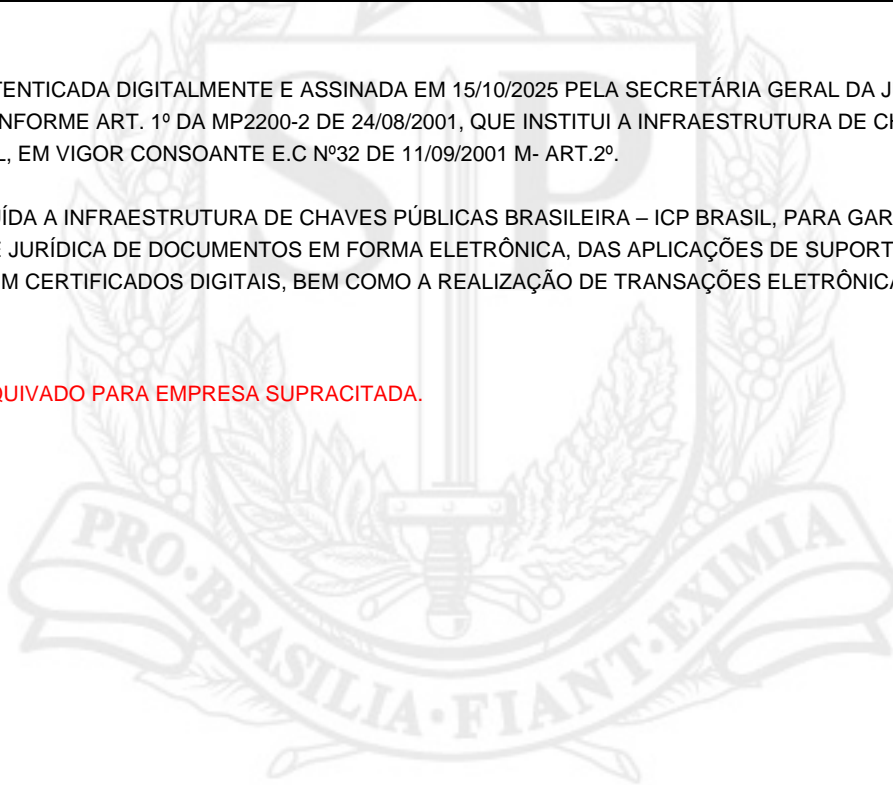 TENTICADA DIGITALMENTE E ASSINADA EM 15/10/2025 PELA SECRETÁRIA GERAL DA J
NFORME ART. 1º DA MP2200-2 DE 24/08/2001, QUE INSTITUI A INFRAESTRUTURA DE CH
L, EM VIGOR CONSOANTE E.C Nº32 DE 11/09/2001 M- ART.2º.
UÍDA A INFRAESTRUTURA DE CHAVES PÚBLICAS BRASILEIRA – ICP BRASIL, PARA GAR
E JURÍDICA DE DOCUMENTOS EM FORMA ELETRÔNICA, DAS APLICAÇÕES DE SUPORT
M CERTIFICADOS DIGITAIS, BEM COMO A REALIZAÇÃO DE TRANSAÇÕES ELETRÔNICA
QUIVADO PARA EMPRESA SUPRACITADA.
SP
PRO·BRASILIA·FIANT·EXIMIA